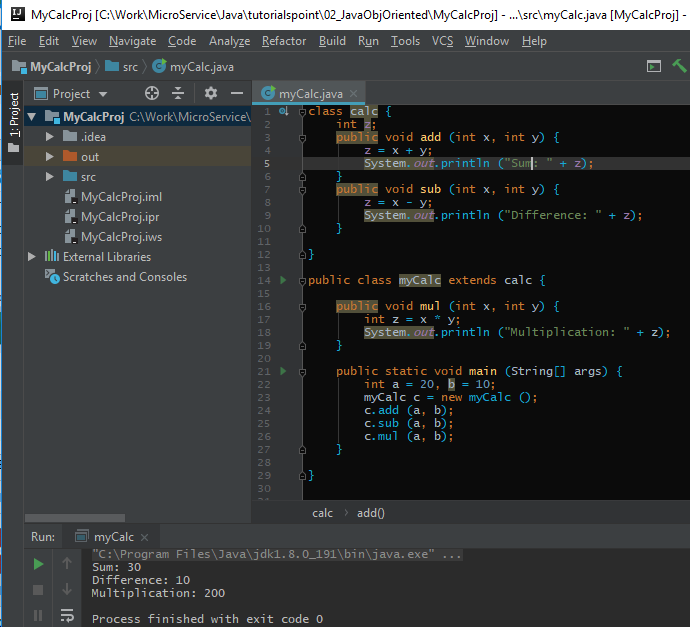 MyCalcProj [C:\Work\MicroService\Java\tutorialspoint\02_JavaObjOriented\MyCalcProj] - ...\src\myCalc.java [MyCalcProj] -
File Edit View Navigate Code Analyze Refactor Build Run Tools VCS Window Help
MyCalcProj src myCalc.java
1: Project
Project
MyCalcProj C:\Work\MicroService\
.idea
out
src
MyCalcProj.iml
MyCalcProj.ipr
MyCalcProj.iws
External Libraries
Scratches and Consoles
myCalc.java
1 class calc {
2 int z;
3 public void add (int x, int y) {
4 z = x + y;
5 System.out.println ("Sum: " + z);
6 }
7 public void sub (int x, int y) {
8 z = x - y;
9 System.out.println ("Difference: " + z);
10 }
11
12 }
13
14 public class myCalc extends calc {
15
16 public void mul (int x, int y) {
17 int z = x * y;
18 System.out.println ("Multiplication: " + z);
19 }
20
21 public static void main (String[] args) {
22 int a = 20, b = 10;
23 myCalc c = new myCalc ();
24 c.add (a, b);
25 c.sub (a, b);
26 c.mul (a, b);
27 }
28
29 }
30
calc add()
Run: myCalc
"C:\Program Files\Java\jdk1.8.0_191\bin\java.exe" ...
Sum: 30
Difference: 10
Multiplication: 200
Process finished with exit code 0